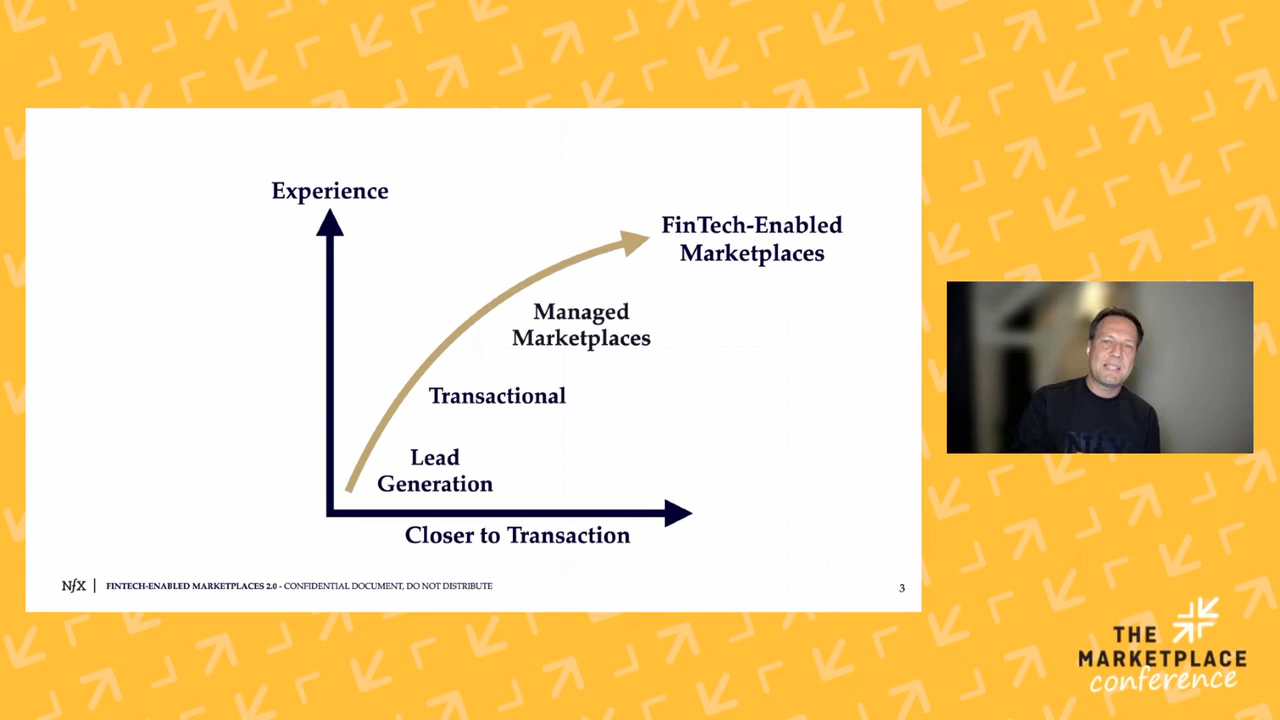 Experience
FinTech-Enabled
Marketplaces
Managed
Marketplaces
Transactional
Lead
Generation
Closer to Transaction
NfX | FINTECH-ENABLED MARKETPLACES 2.0 - CONFIDENTIAL DOCUMENT, DO NOT DISTRIBUTE
3
NfX
THE
MARKETPLACE
conference